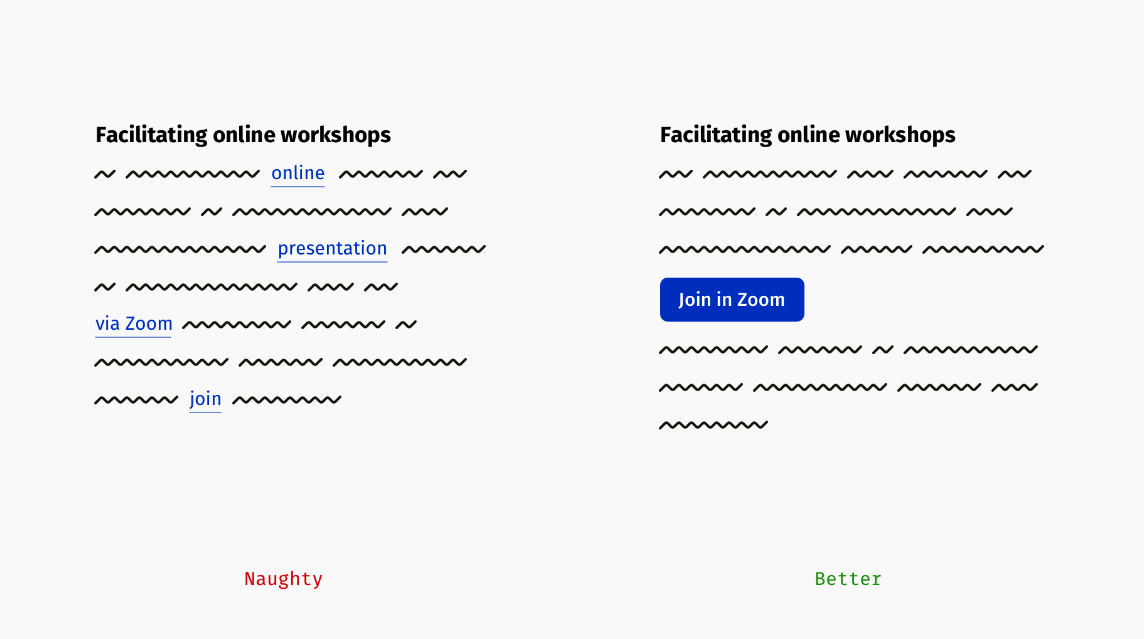 Facilitating online workshops
online
presentation
via Zoom
join
Naughty
Facilitating online workshops
Join in Zoom
Better